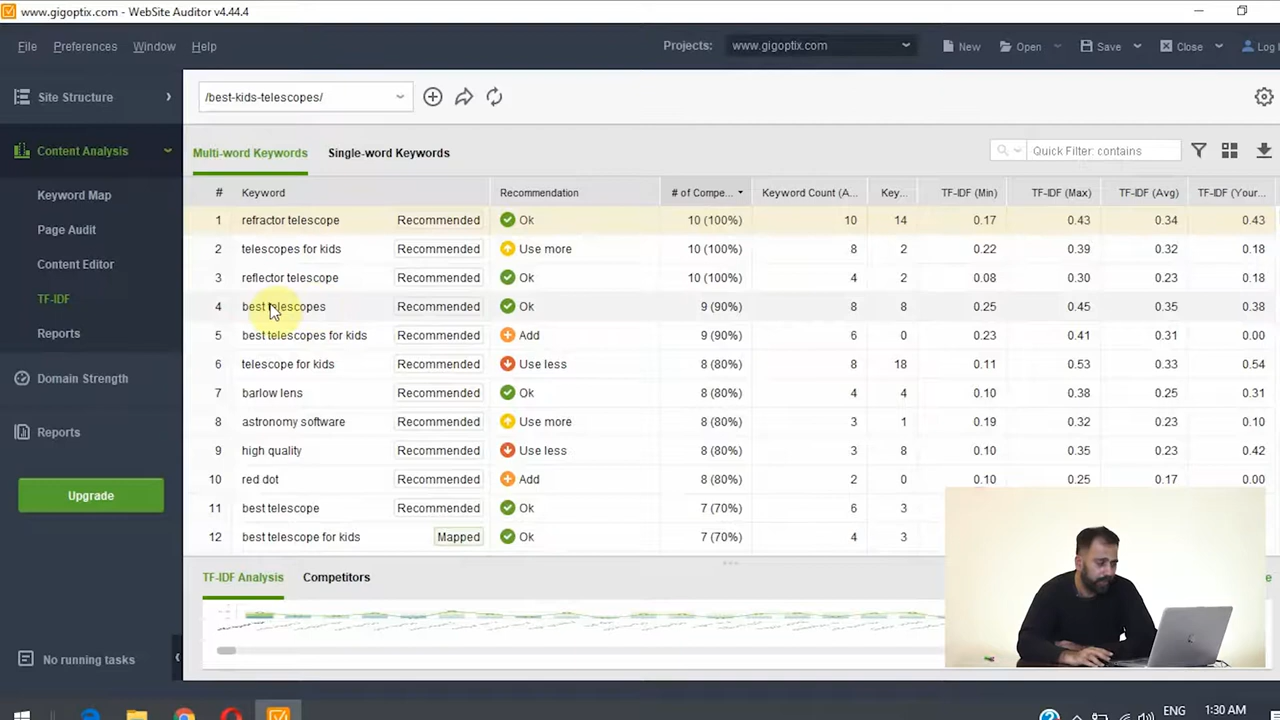 www.gigoptix.com - WebSite Auditor v4.44.4
File Preferences Window Help Projects: www.gigoptix.com New Open Save Close Log
Site Structure
/best-kids-telescopes/
Content Analysis
Multi-word Keywords Single-word Keywords Quick Filter: contains
# Keyword Recommendation # of Compe... Keyword Count (A... Key... TF-IDF (Min) TF-IDF (Max) TF-IDF (Avg) TF-IDF (Your...
Keyword Map
Page Audit
Content Editor
TF-IDF
Reports
Domain Strength
Reports
Upgrade
No running tasks
1 refractor telescope Recommended Ok 10 (100%) 10 14 0.17 0.43 0.34 0.43
2 telescopes for kids Recommended Use more 10 (100%) 8 2 0.22 0.39 0.32 0.18
3 reflector telescope Recommended Ok 10 (100%) 4 2 0.08 0.30 0.23 0.18
4 best telescopes Recommended Ok 9 (90%) 8 8 0.25 0.45 0.35 0.38
5 best telescopes for kids Recommended Add 9 (90%) 6 0 0.23 0.41 0.31 0.00
6 telescope for kids Recommended Use less 8 (80%) 8 18 0.11 0.53 0.33 0.54
7 barlow lens Recommended Ok 8 (80%) 4 4 0.10 0.38 0.25 0.31
8 astronomy software Recommended Use more 8 (80%) 3 1 0.19 0.32 0.23 0.10
9 high quality Recommended Use less 8 (80%) 3 8 0.10 0.35 0.23 0.42
10 red dot Recommended Add 8 (80%) 2 0 0.10 0.25 0.17 0.00
11 best telescope Recommended Ok 7 (70%) 6 3
12 best telescope for kids Mapped Ok 7 (70%) 4 3
TF-IDF Analysis Competitors
ENG 1:30 AM